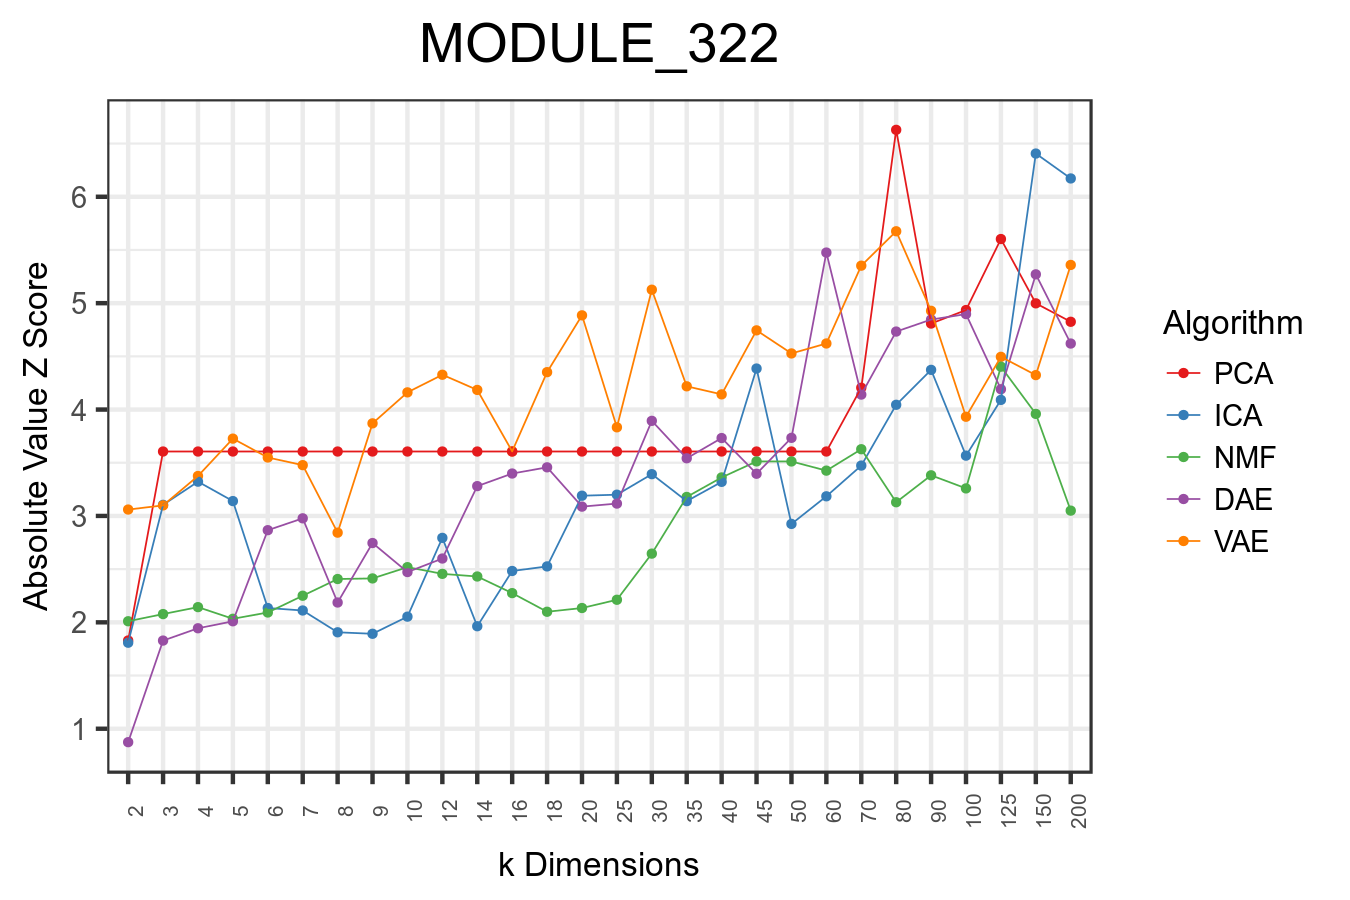 MODULE_322
Absolute Value Z Score
6
5
4
3
2
1
2 3 4 5 6 7 8 9 10 12 14 16 18 20 25 30 35 40 45 50 60 70 80 90 100 125 150 200
k Dimensions
Algorithm
PCA
ICA
NMF
DAE
VAE